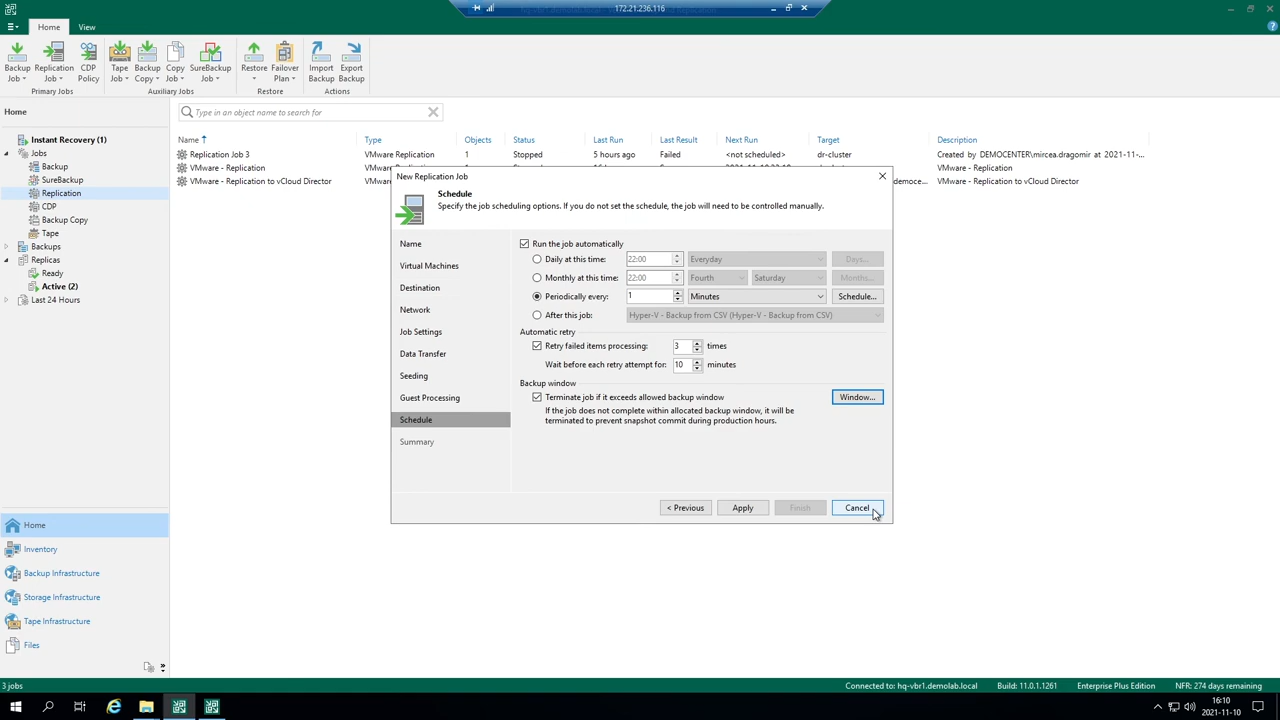 172.21.236.116
Home View
Backup Job Replication Job CDP Policy Tape Job Backup Copy Copy Job SureBackup Job Restore Failover Plan Import Backup Export Backup
Primary Jobs Auxiliary Jobs Restore Actions
Home
Type in an object name to search for
Instant Recovery (1)
Jobs
Backup
SureBackup
Replication
CDP
Backup Copy
Tape
Backups
Replicas
Ready
Active (2)
Last 24 Hours
Name Type Objects Status Last Run Last Result Next Run Target Description
Replication Job 3 VMware Replication 1 Stopped 5 hours ago Failed <not scheduled> dr-cluster Created by DEMOCENTER\mircea.dragomir at 2021-11-...
VMware - Replication VMware - Replication
VMware - Replication to vCloud Director democe... VMware - Replication to vCloud Director
New Replication Job
Schedule
Specify the job scheduling options. If you do not set the schedule, the job will need to be controlled manually.
Name
Virtual Machines
Destination
Network
Job Settings
Data Transfer
Seeding
Guest Processing
Schedule
Summary
Run the job automatically
Daily at this time: 22:00 Everyday Days...
Monthly at this time: 22:00 Fourth Saturday Months...
Periodically every: 1 Minutes Schedule...
After this job: Hyper-V - Backup from CSV (Hyper-V - Backup from CSV)
Automatic retry
Retry failed items processing: 3 times
Wait before each retry attempt for: 10 minutes
Backup window
Terminate job if it exceeds allowed backup window Window...
If the job does not complete within allocated backup window, it will be
terminated to prevent snapshot commit during production hours.
< Previous Apply Finish Cancel
Home
Inventory
Backup Infrastructure
Storage Infrastructure
Tape Infrastructure
Files
3 jobs Connected to: hq-vbr1.demolab.local Build: 11.0.1.1261 Enterprise Plus Edition NFR: 274 days remaining
16:10
2021-11-10